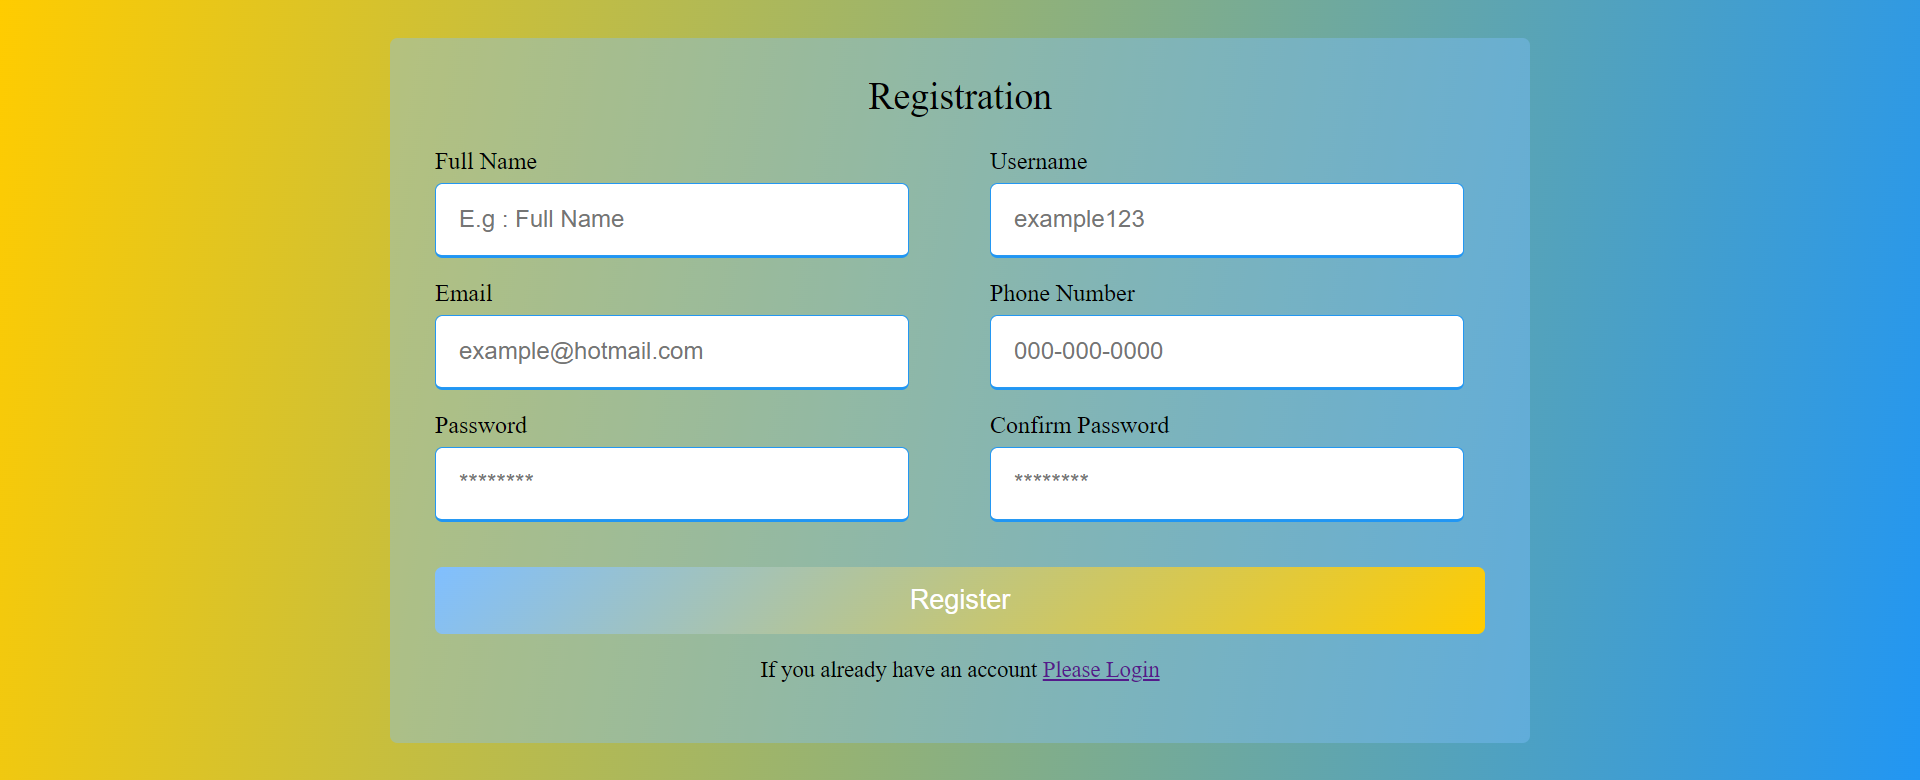 Registration
Full Name
Username
E.g : Full Name
example123
Email
Phone Number
example@hotmail.com
000-000-0000
Password
Confirm Password
********
********
Register
If you already have an account Please Login